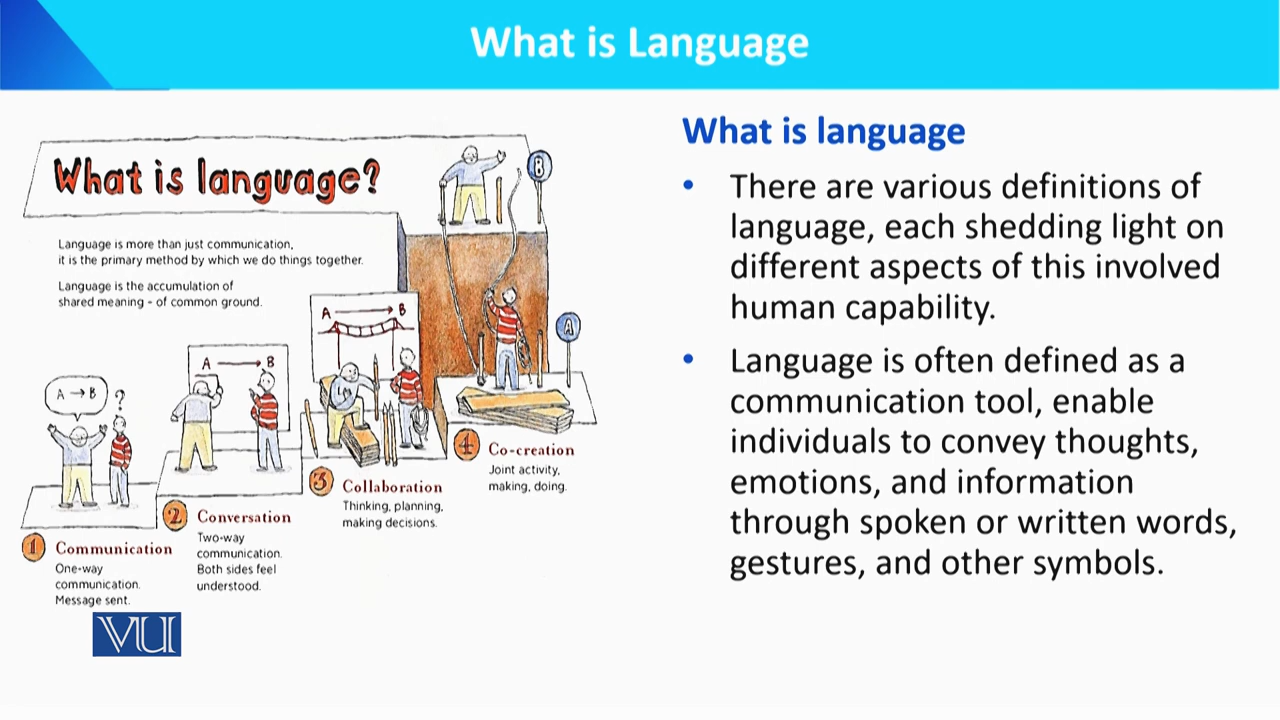 What is Language
What is language?
Language is more than just communication,
it is the primary method by which we do things together.
Language is the accumulation of
shared meaning - of common ground.
A → B
?
A → B
A → B
B
A
1 Communication
One-way
communication.
Message sent.
2 Conversation
Two-way
communication.
Both sides feel
understood.
3 Collaboration
Thinking, planning,
making decisions.
4 Co-creation
Joint activity,
making, doing.
VU
What is language
• There are various definitions of
language, each shedding light on
different aspects of this involved
human capability.
• Language is often defined as a
communication tool, enable
individuals to convey thoughts,
emotions, and information
through spoken or written words,
gestures, and other symbols.